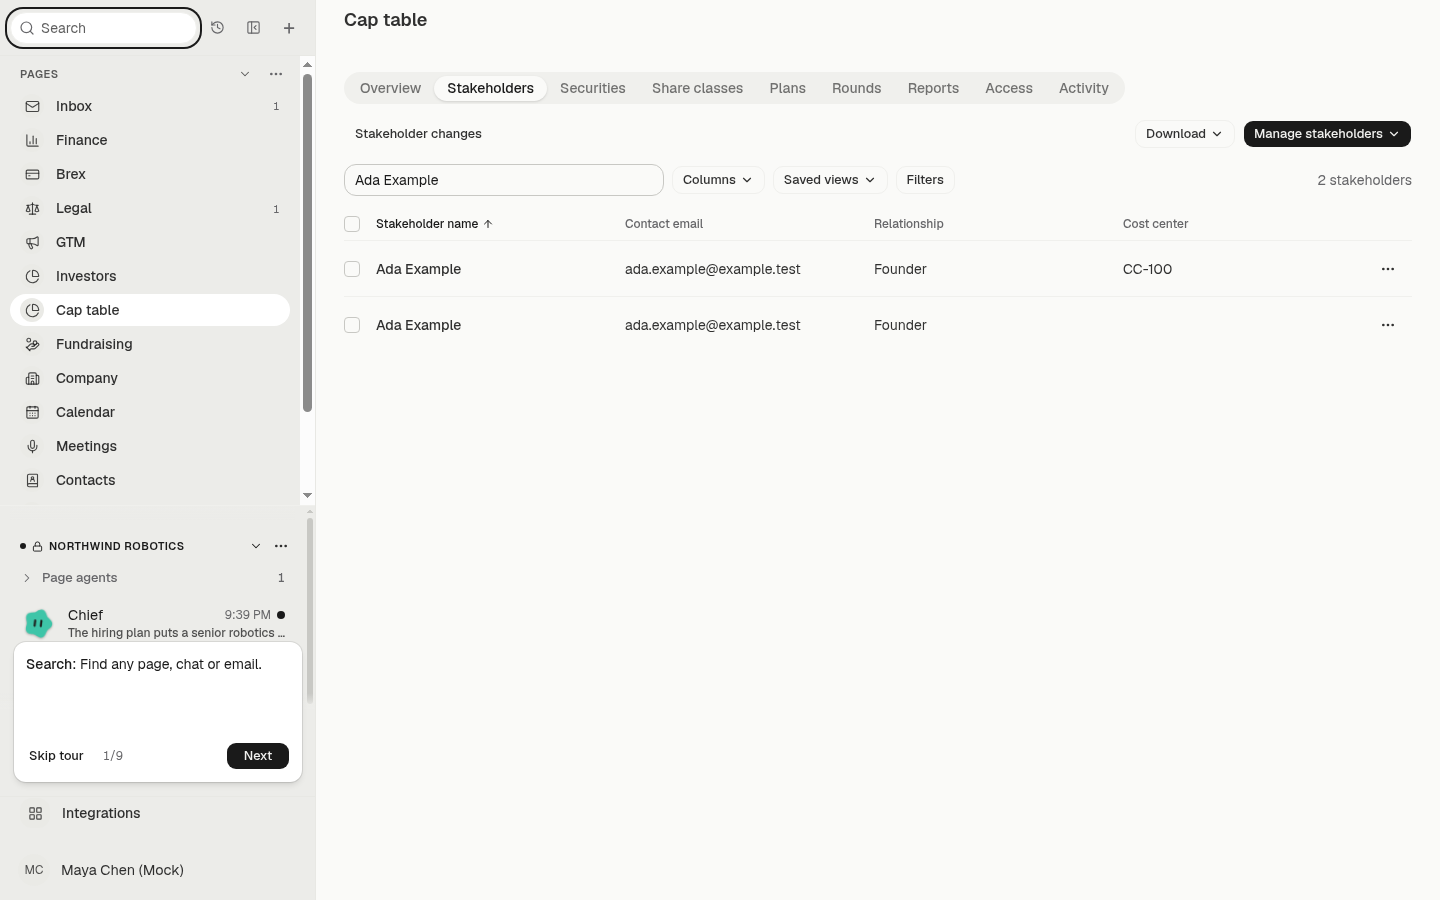 Search
PAGES
Inbox 1
Finance
Brex
Legal 1
GTM
Investors
Cap table
Fundraising
Company
Calendar
Meetings
Contacts
NORTHWIND ROBOTICS
Page agents 1
Chief 9:39 PM
The hiring plan puts a senior robotics ...
Search: Find any page, chat or email.
Skip tour 1/9 Next
Integrations
MC Maya Chen (Mock)
Cap table
Overview Stakeholders Securities Share classes Plans Rounds Reports Access Activity
Stakeholder changes Download Manage stakeholders
Ada Example Columns Saved views Filters 2 stakeholders
Stakeholder name Contact email Relationship Cost center
Ada Example ada.example@example.test Founder CC-100
Ada Example ada.example@example.test Founder